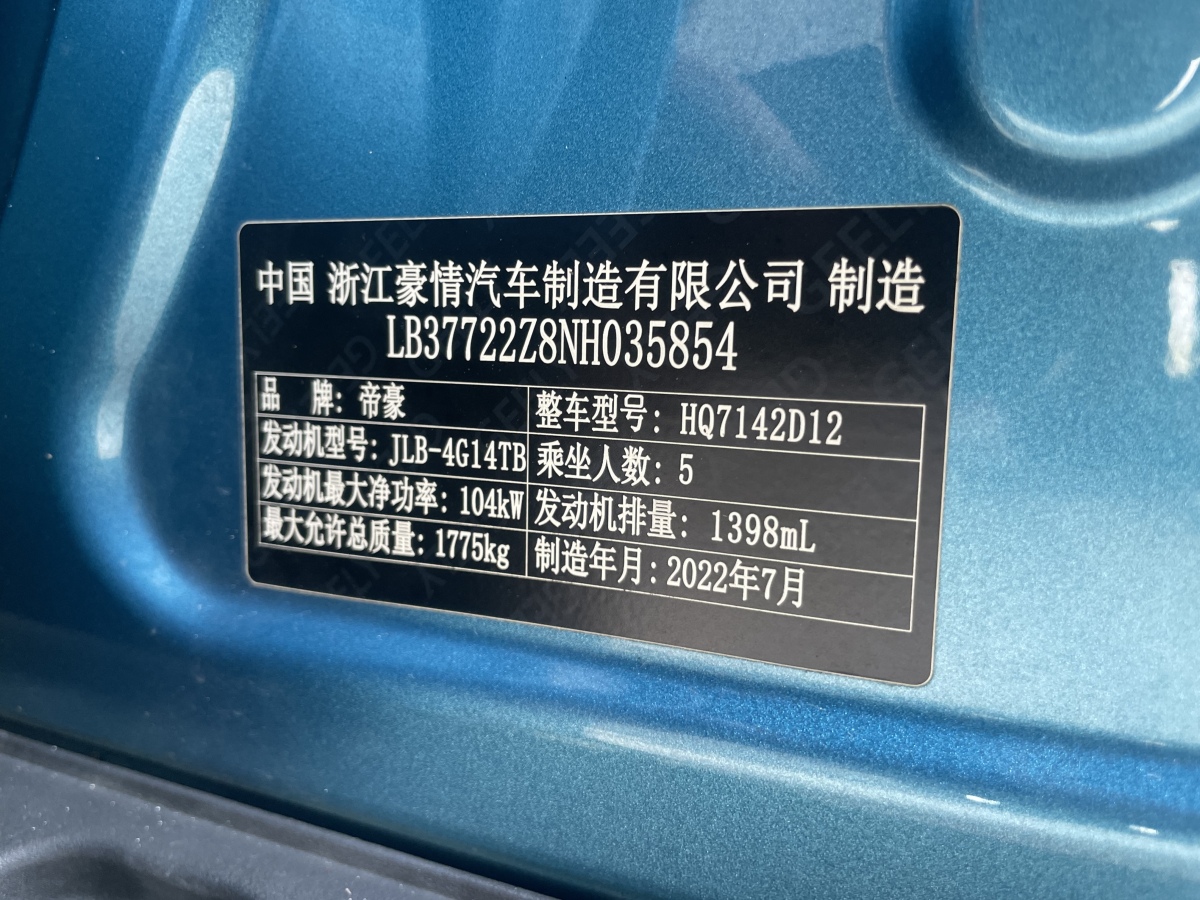 中国 浙江豪情汽车制造有限公司 制造
LB37722Z8NH035854
品 牌: 帝豪 整车型号: HQ7142D12
发动机型号: JLB-4G14TB 乘坐人数: 5
发动机最大净功率: 104kW 发动机排量: 1398mL
最大允许总质量: 1775kg 制造年月: 2022年7月